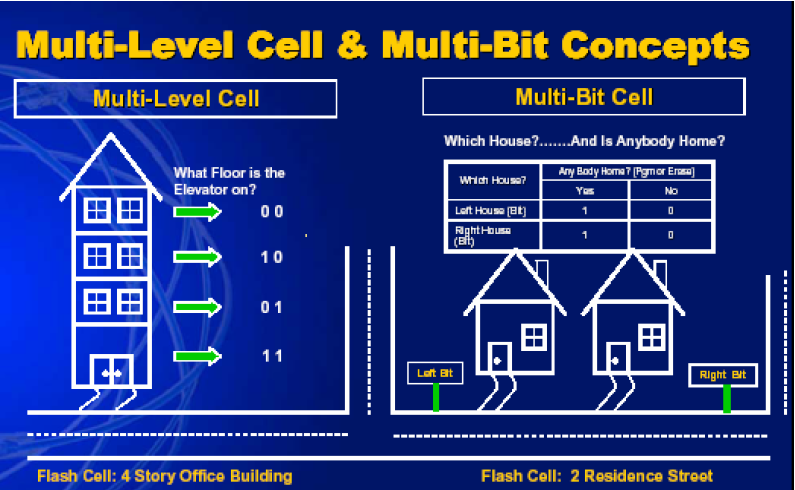 Multi-Level Cell & Multi-Bit Concepts
Multi-Level Cell
What Floor is the
Elevator on?
0 0
1 0
0 1
1 1
Flash Cell: 4 Story Office Building
Multi-Bit Cell
Which House?.......And Is Anybody Home?
Which House?
Any Body Home? (Pgm or Erase)
Yes
No
Left House (Bit)
1
0
Right House
(Bit)
1
0
Left Bit
Right Bit
Flash Cell: 2 Residence Street